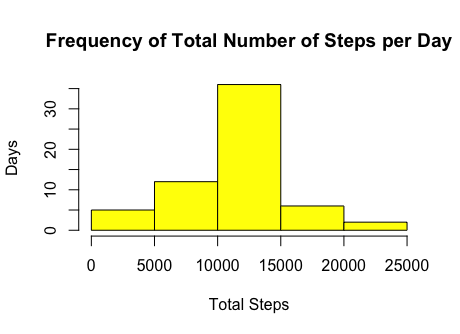 Frequency of Total Number of Steps per Day
Days
30
20
10
0
0 5000 10000 15000 20000 25000
Total Steps